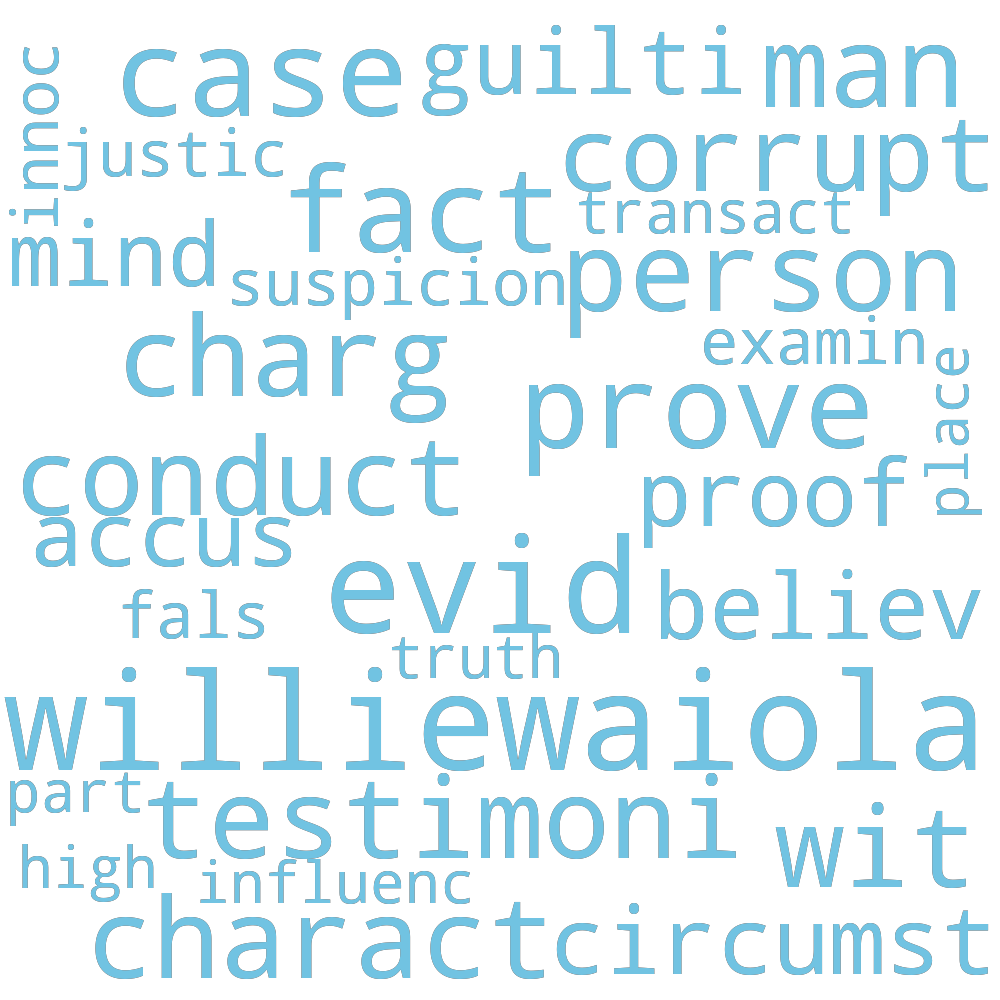 case
guilti
man
innoc
justic
corrupt
fact
transact
mind
suspicion
person
charg
examin
prove
place
conduct
proof
accus
evid
believ
fals
truth
williewaiola
part
testimoni
wit
high
influenc
charact
circumst